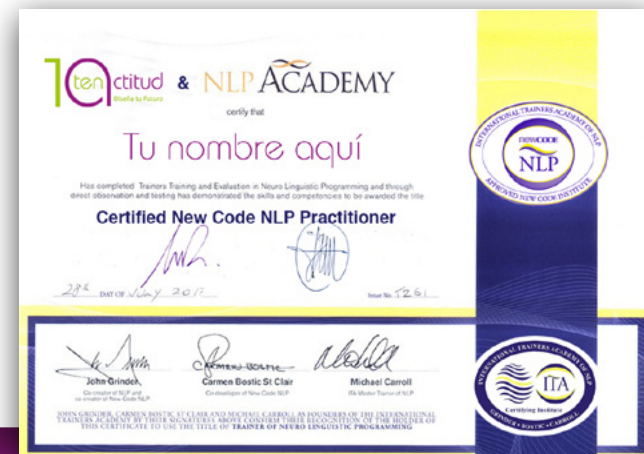 10 ten actitud & NLP ACADEMY
Diseña tu Futuro
certify that
Tu nombre aquí
Has completed Trainers Training and Evaluation in Neuro Linguistic Programming and through
direct observation and testing has demonstrated the skills and competencies to be awarded the title
Certified New Code NLP Practitioner
28th DAY OF 2017
Issue No. T261
INTERNATIONAL TRAINERS ACADEMY OF NLP
newcode
NLP
APPROVED NEW CODE INSTITUTE
CARMEN BOSTIC
John Grinder
Co-creator of NLP and
co-creator of New Code NLP
Carmen Bostic St Clair
Co-developer of New Code NLP
Michael Carroll
ITA Master Trainer of NLP
JOHN GRINDER, CARMEN BOSTIC ST CLAIR AND MICHAEL CARROLL AS FOUNDERS OF THE INTERNATIONAL
TRAINERS ACADEMY BY THEIR SIGNATURES ABOVE CONFIRM THEIR RECOGNITION OF THE HOLDER OF
THIS CERTIFICATE TO USE THE TITLE OF TRAINER OF NEURO LINGUISTIC PROGRAMMING
INTERNATIONAL TRAINERS ACADEMY OF NLP
ITA
Certifying Institute
GRINDER • BOSTIC • CARROLL